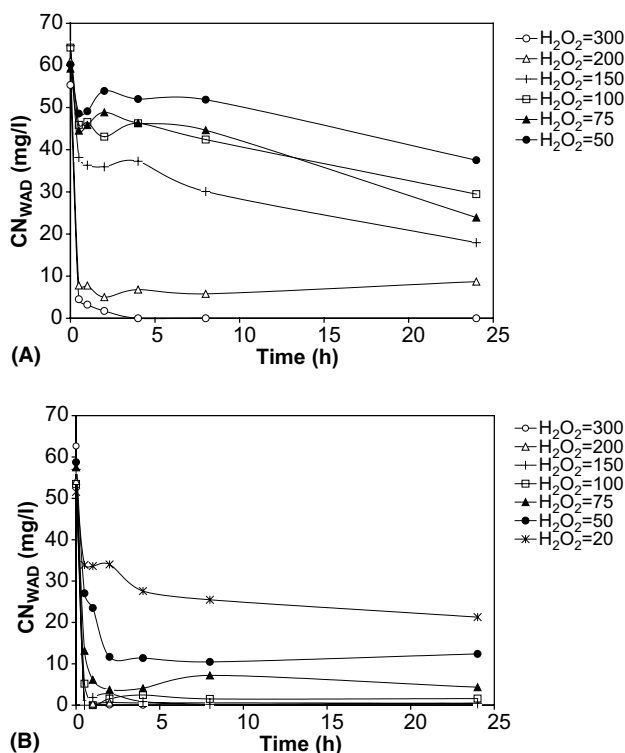 70
60
50
40
30
20
10
0
CN_WAD (mg/l)
0 5 10 15 20 25
Time (h)
(A)
H₂O₂=300
H₂O₂=200
H₂O₂=150
H₂O₂=100
H₂O₂=75
H₂O₂=50
70
60
50
40
30
20
10
0
CN_WAD (mg/l)
0 5 10 15 20 25
Time (h)
(B)
H₂O₂=300
H₂O₂=200
H₂O₂=150
H₂O₂=100
H₂O₂=75
H₂O₂=50
H₂O₂=20